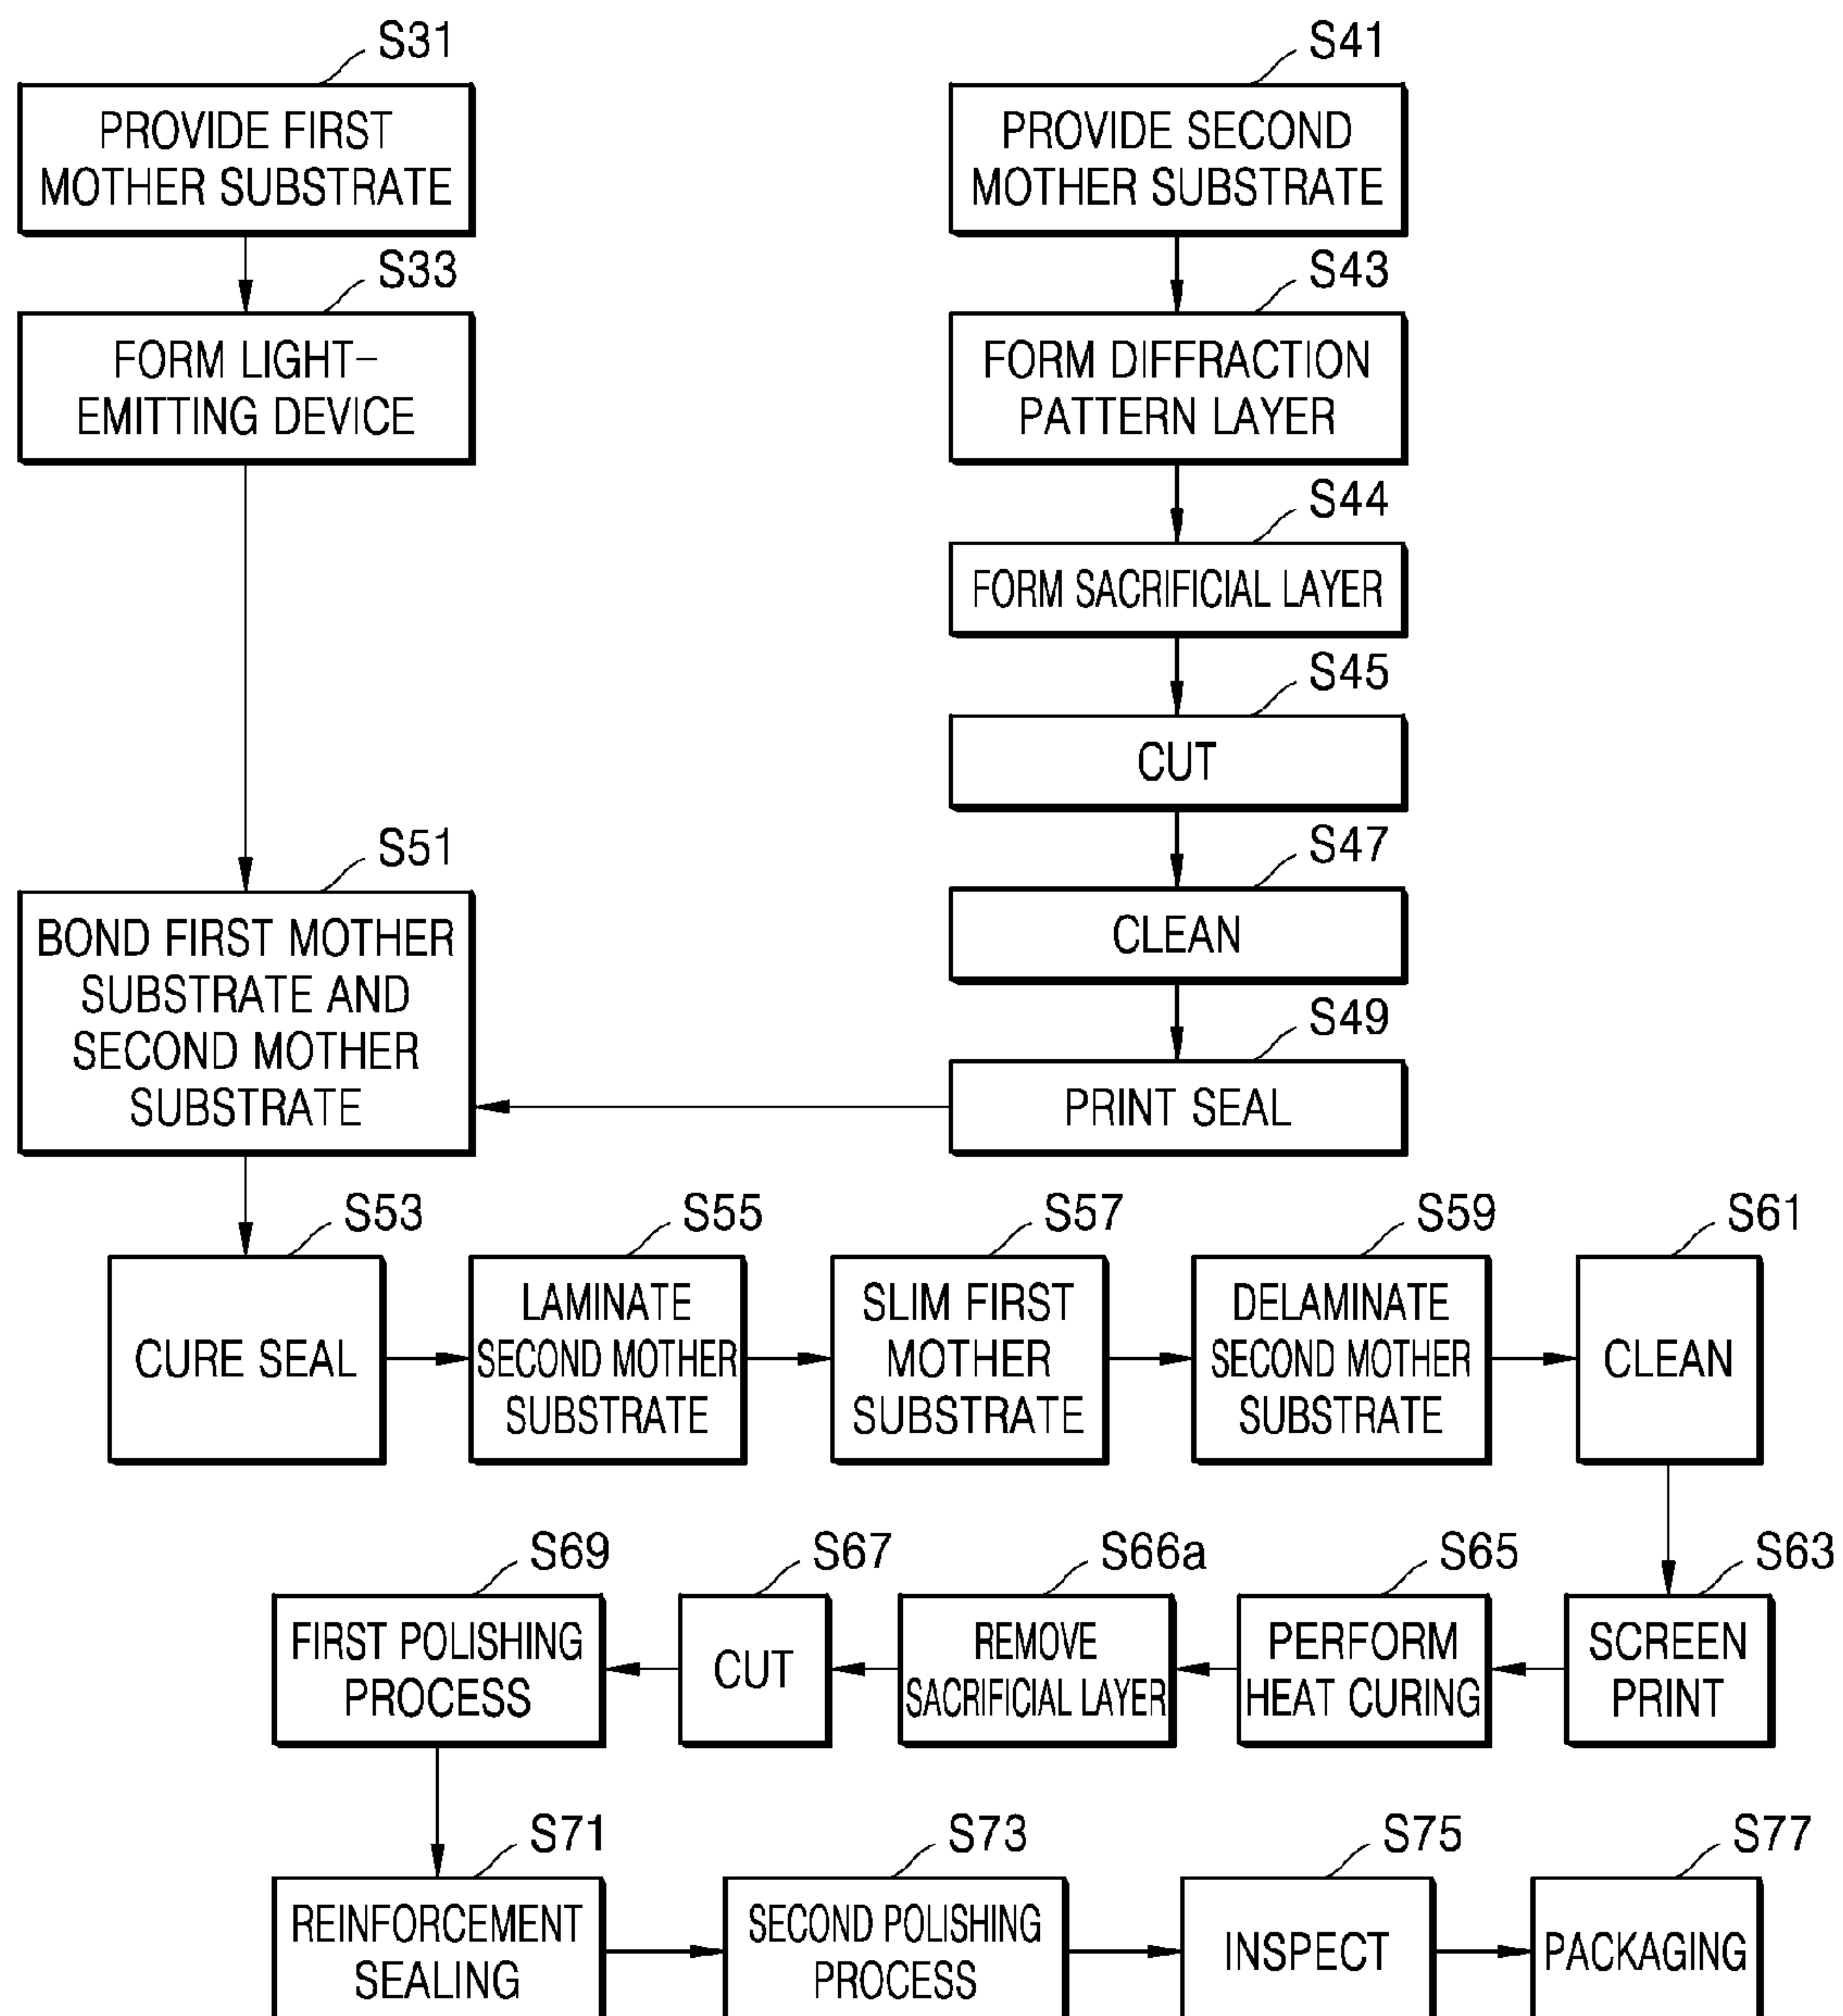 S31
PROVIDE FIRST
MOTHER SUBSTRATE
S33
FORM LIGHT-
EMITTING DEVICE
S41
PROVIDE SECOND
MOTHER SUBSTRATE
S43
FORM DIFFRACTION
PATTERN LAYER
S44
FORM SACRIFICIAL LAYER
S45
CUT
S47
CLEAN
S49
PRINT SEAL
S51
BOND FIRST MOTHER
SUBSTRATE AND
SECOND MOTHER
SUBSTRATE
S53
CURE SEAL
S55
LAMINATE
SECOND MOTHER
SUBSTRATE
S57
SLIM FIRST
MOTHER
SUBSTRATE
S59
DELAMINATE
SECOND MOTHER
SUBSTRATE
S61
CLEAN
S63
SCREEN
PRINT
S65
PERFORM
HEAT CURING
S66a
REMOVE
SACRIFICIAL LAYER
S67
CUT
S69
FIRST POLISHING
PROCESS
S71
REINFORCEMENT
SEALING
S73
SECOND POLISHING
PROCESS
S75
INSPECT
S77
PACKAGING